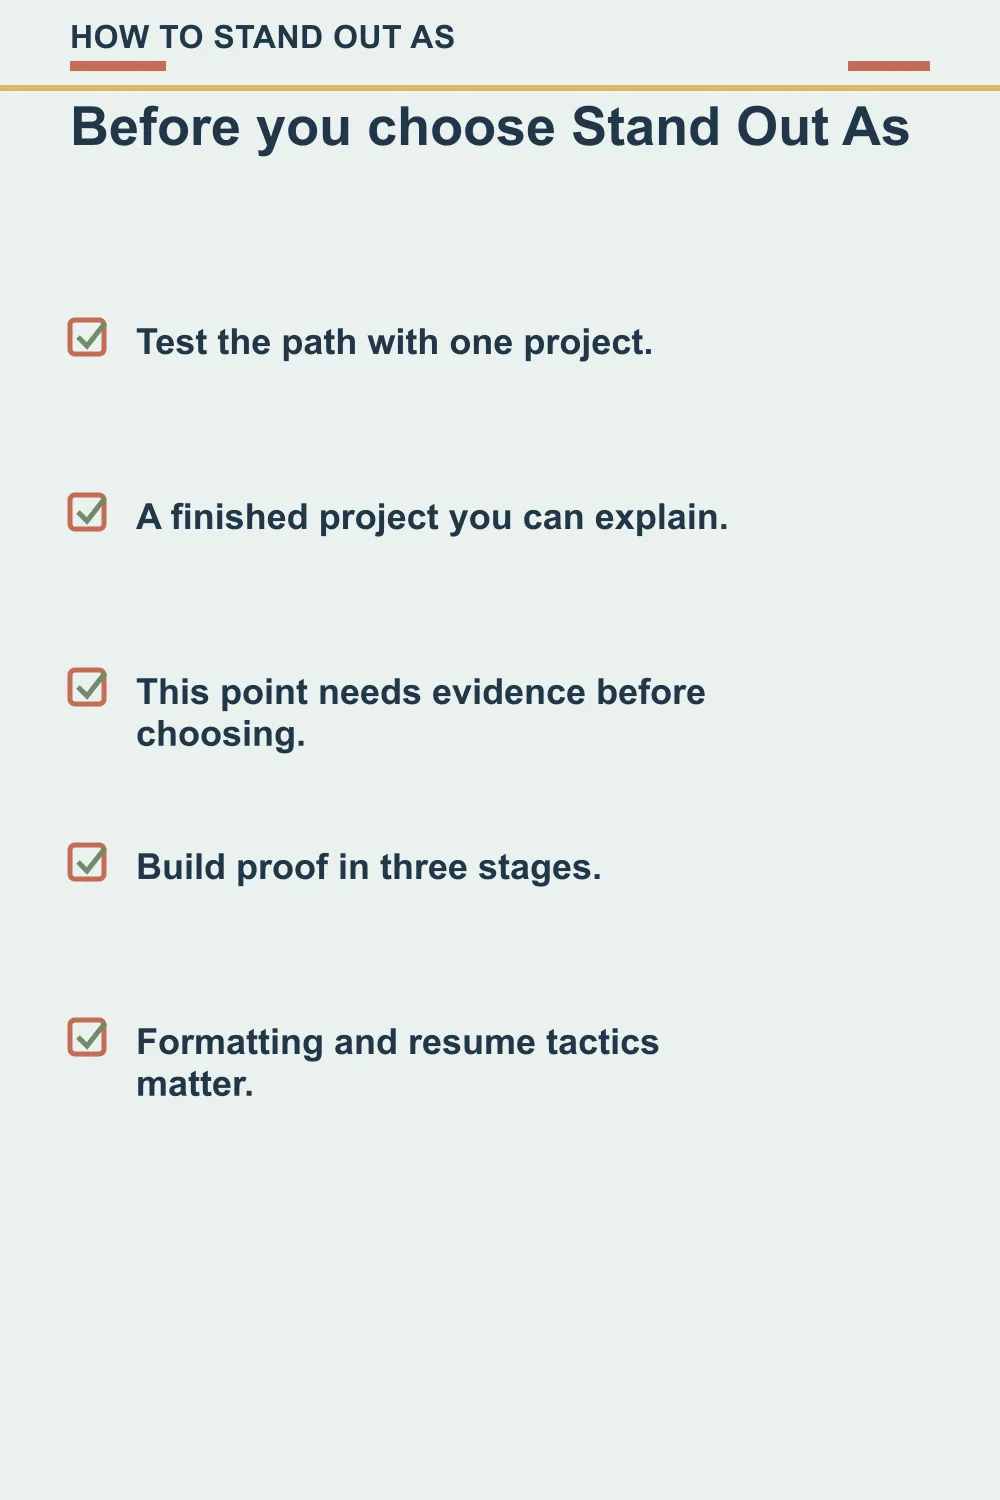 HOW TO STAND OUT AS
Before you choose Stand Out As
Test the path with one project.
A finished project you can explain.
This point needs evidence before
choosing.
Build proof in three stages.
Formatting and resume tactics
matter.